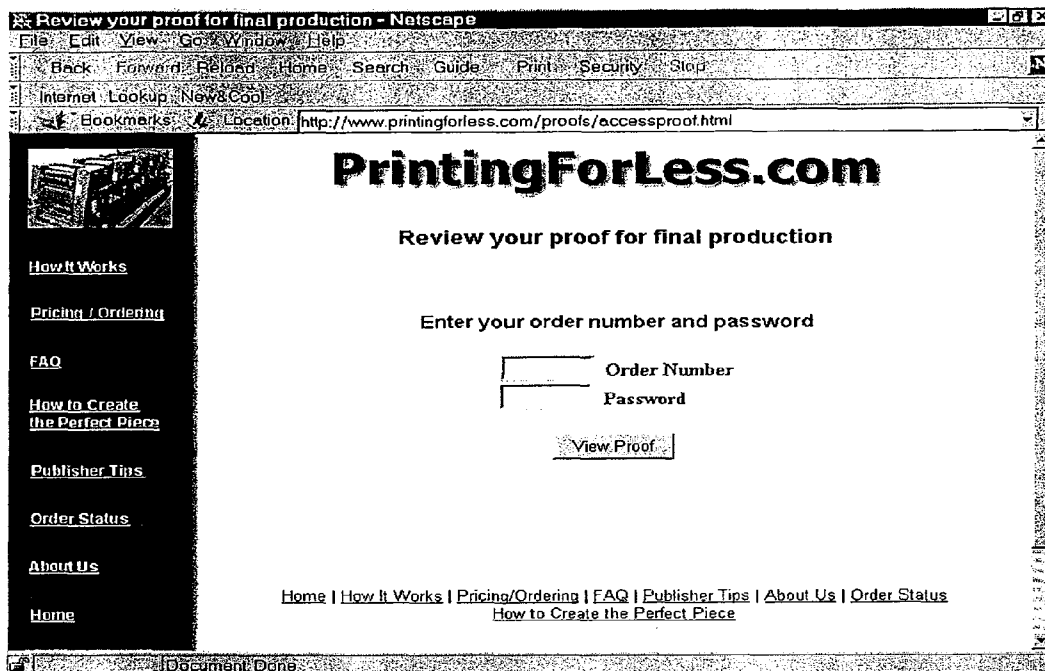 Review your proof for final production - Netscape
File Edit View Go Window Help
Back Forward Reload Home Search Guide Print Security Stop
Internet Lookup New&Cool
Bookmarks Location http://www.printingforless.com/proofs/accessproof.html
PrintingForLess.com
Review your proof for final production
How It Works
Pricing / Ordering
Enter your order number and password
FAQ
Order Number
How to Create
the Perfect Piece
Password
View Proof
Publisher Tips
Order Status
About Us
Home
Home | How It Works | Pricing/Ordering | FAQ | Publisher Tips | About Us | Order Status
How to Create the Perfect Piece
Document Done